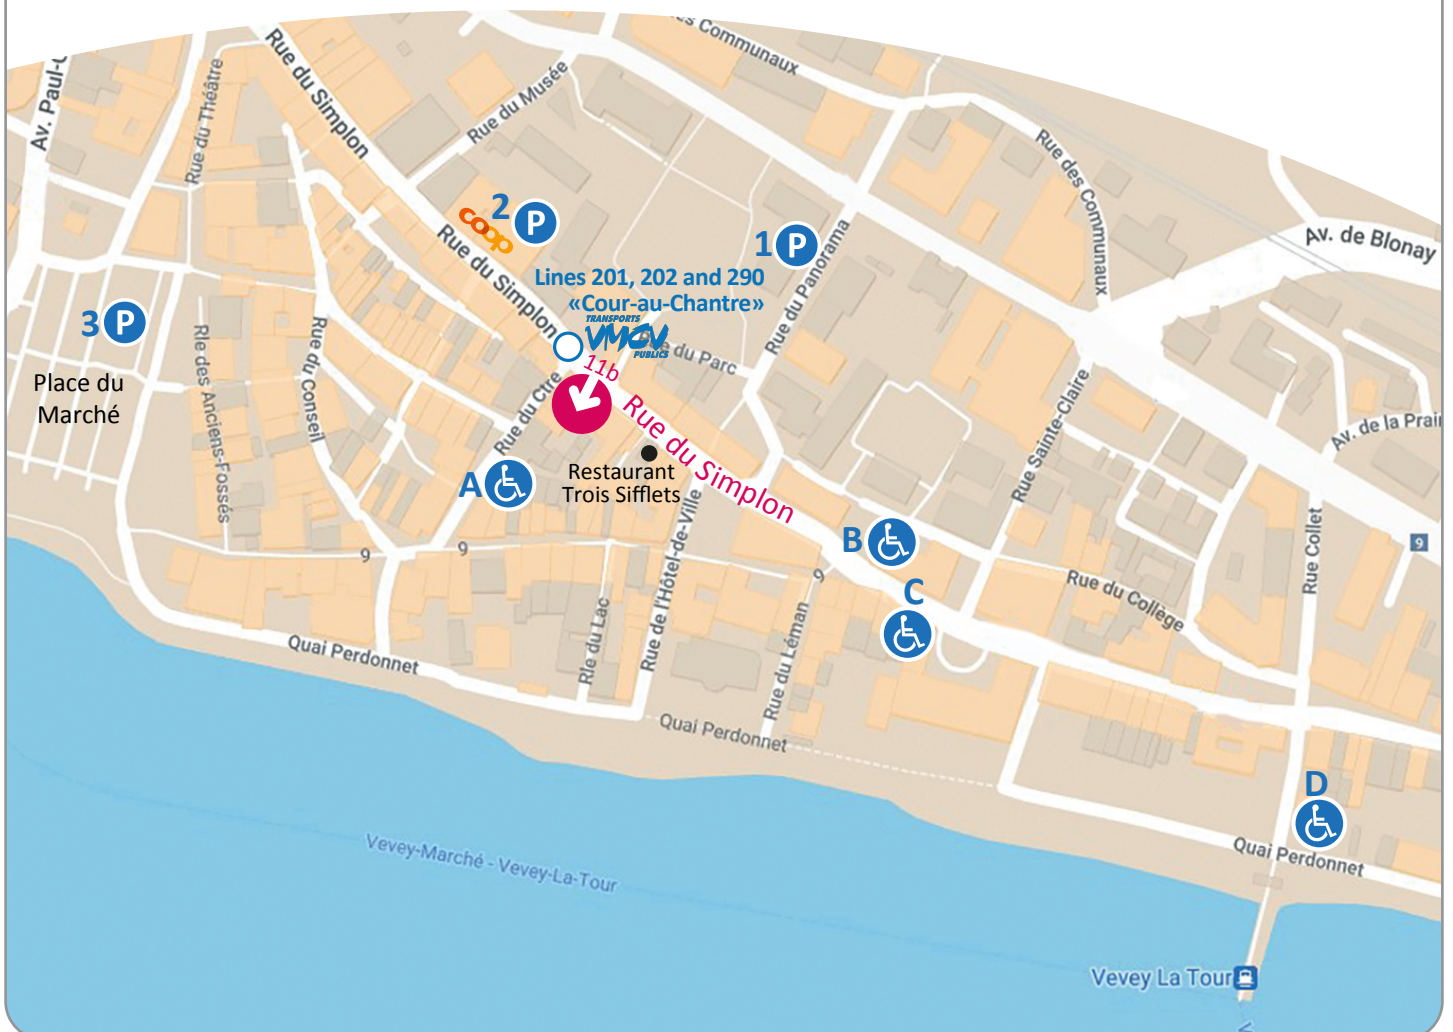 es Communaux
Rue du Simplon
Av. Paul-C
Rue du Théâtre
Rue du Musée
Rue des Communaux
Av. de Blonay
2 P
coop
1 P
Rue du Simplon
Rue du Panorama
Lines 201, 202 and 290
«Cour-au-Chantre»
TRANSPORTS
VMCV
PUBLICS
3 P
Place du
Marché
Rle des Anciens-Fossés
Rue du Conseil
Rue du Parc
11b
Rue du Ctre
Rue du Simplon
Rue Sainte-Claire
Av. de la Prair
Restaurant
Trois Sifflets
A
B
C
9
9
9
9
Rue Collet
Rue du Collège
Rue de l'Hôtel-de-Ville
Rle du Lac
Rue du Léman
Quai Perdonnet
Quai Perdonnet
D
Quai Perdonnet
Vevey-Marché - Vevey-La-Tour
Vevey La Tour